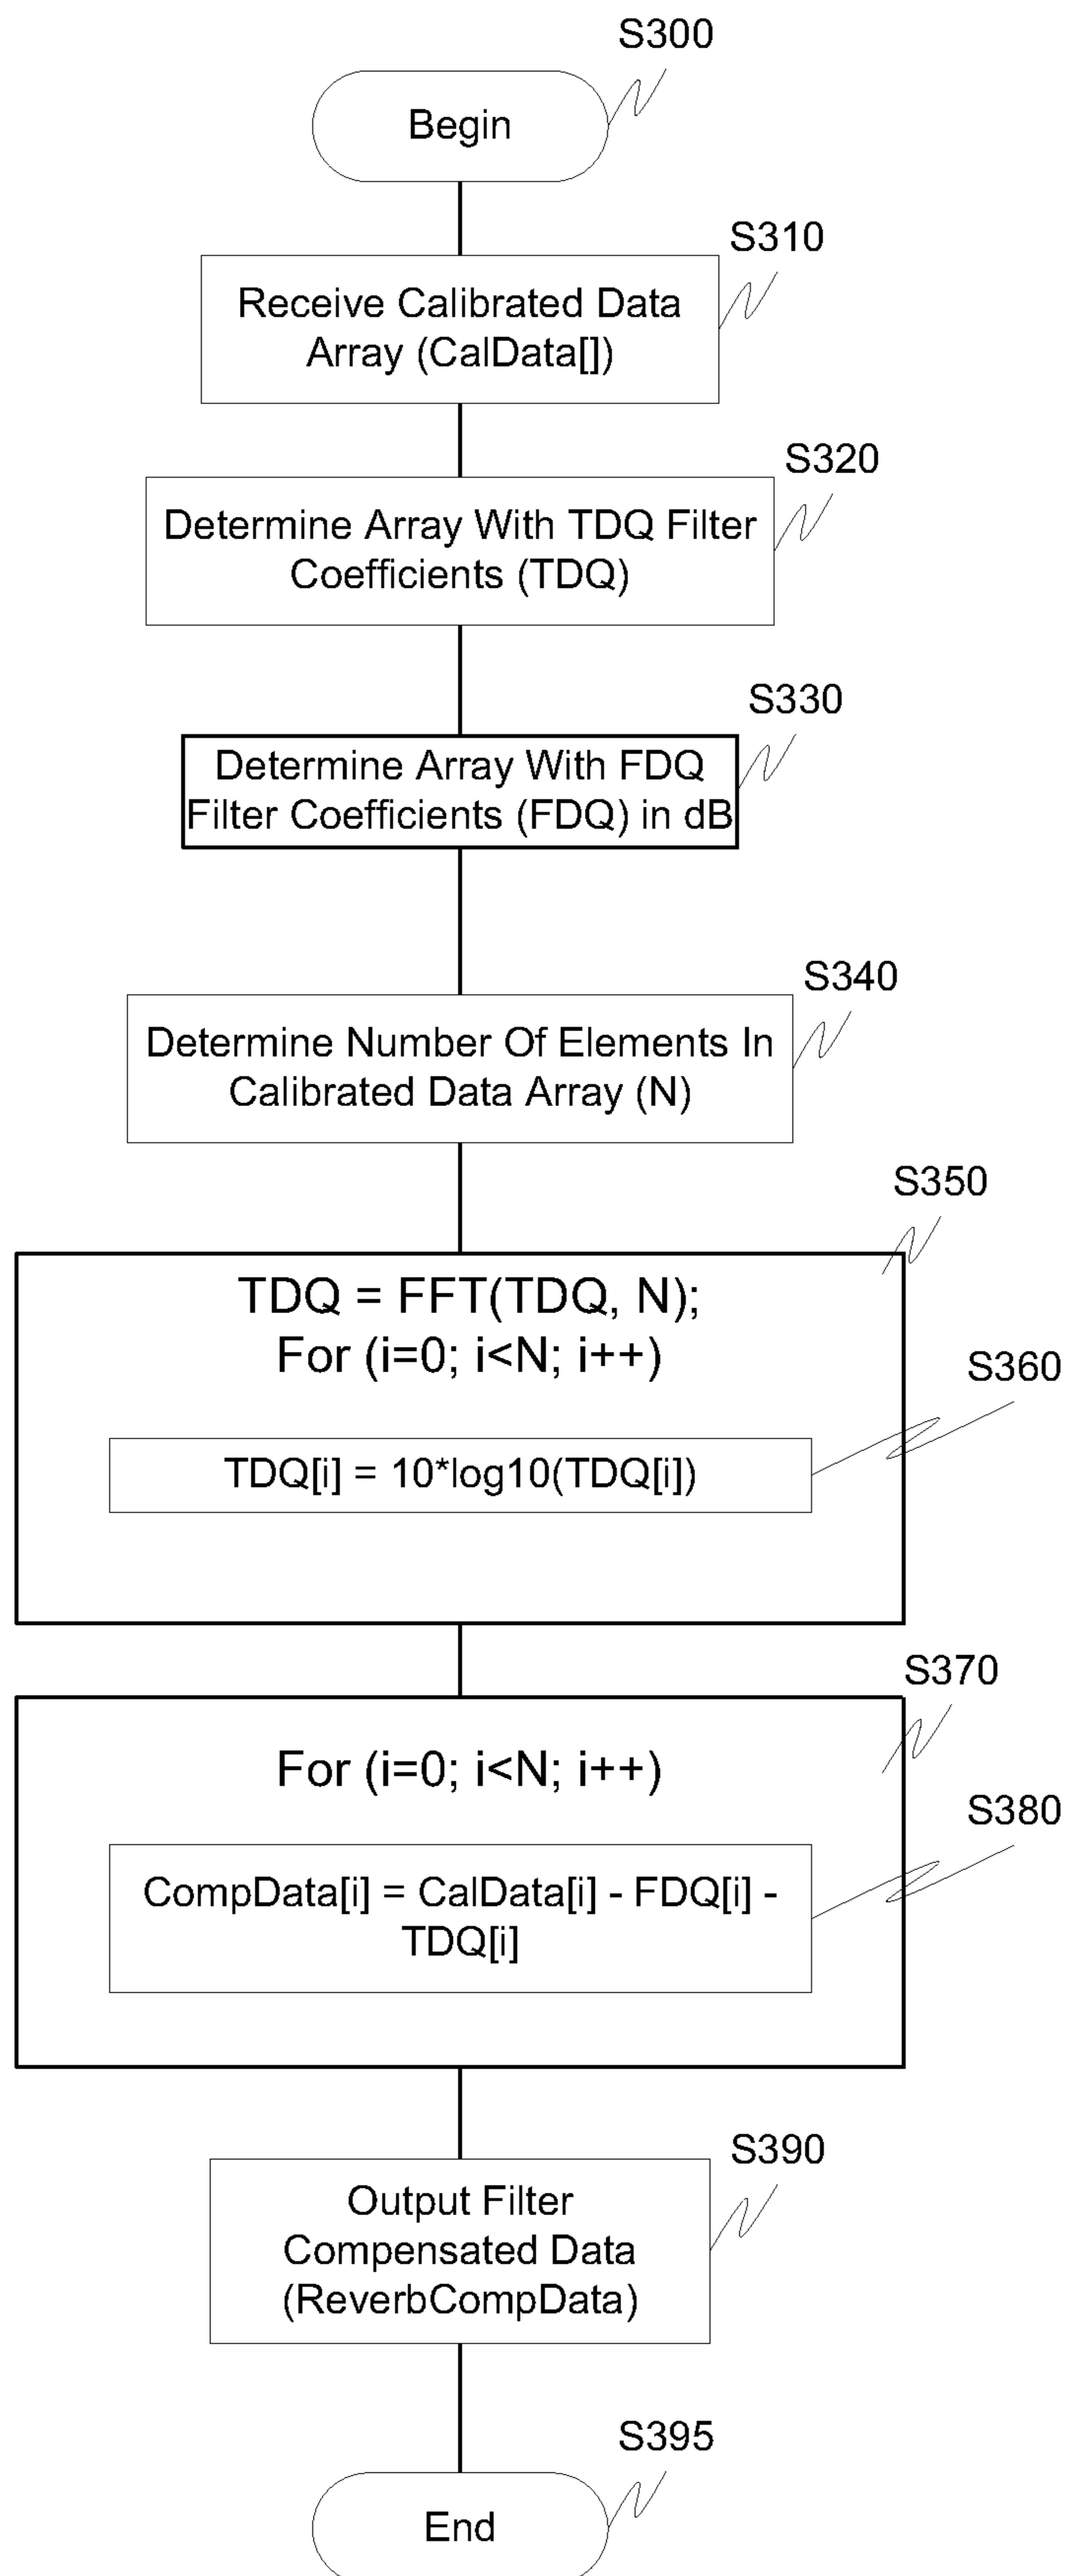 S300
Begin
S310
Receive Calibrated Data
Array (CalData[])
S320
Determine Array With TDQ Filter
Coefficients (TDQ)
S330
Determine Array With FDQ
Filter Coefficients (FDQ) in dB
S340
Determine Number Of Elements In
Calibrated Data Array (N)
S350
TDQ = FFT(TDQ, N);
For (i=0; i<N; i++)
S360
TDQ[i] = 10*log10(TDQ[i])
S370
For (i=0; i<N; i++)
S380
CompData[i] = CalData[i] - FDQ[i] -
TDQ[i]
S390
Output Filter
Compensated Data
(ReverbCompData)
S395
End